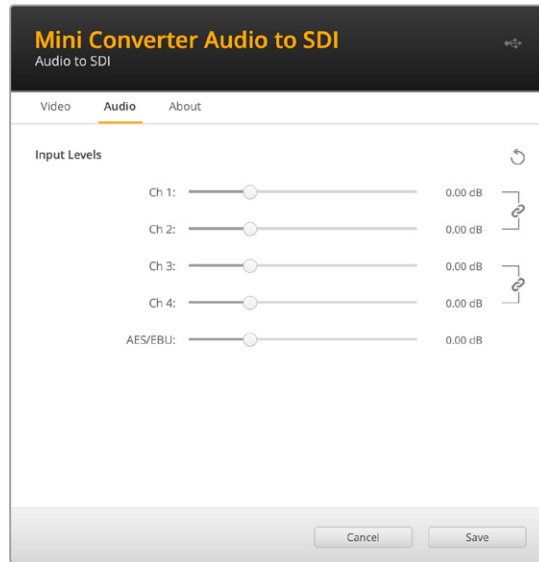 Mini Converter Audio to SDI
Audio to SDI
Video Audio About
Input Levels
Ch 1: 0.00 dB
Ch 2: 0.00 dB
Ch 3: 0.00 dB
Ch 4: 0.00 dB
AES/EBU: 0.00 dB
Cancel Save